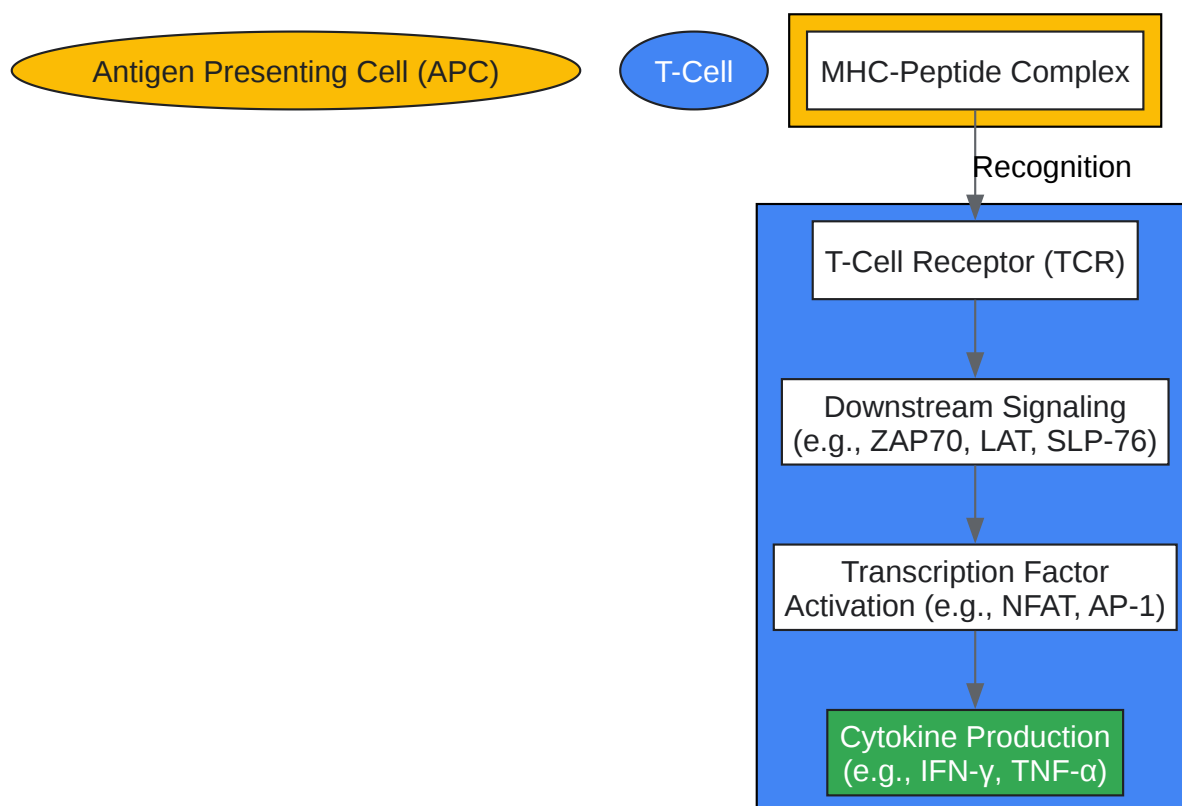 Antigen Presenting Cell (APC)
T-Cell
MHC-Peptide Complex
Recognition
T-Cell Receptor (TCR)
Downstream Signaling
(e.g., ZAP70, LAT, SLP-76)
Transcription Factor
Activation (e.g., NFAT, AP-1)
Cytokine Production
(e.g., IFN-γ, TNF-α)